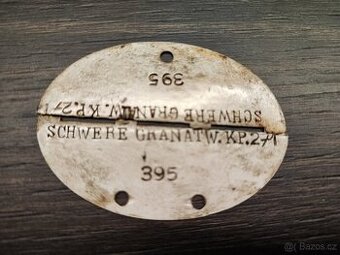 395
SCHWERE GRANATW. KP. 271
SCHWERE GRANATW. KP. 271
395
© Bazos.cz